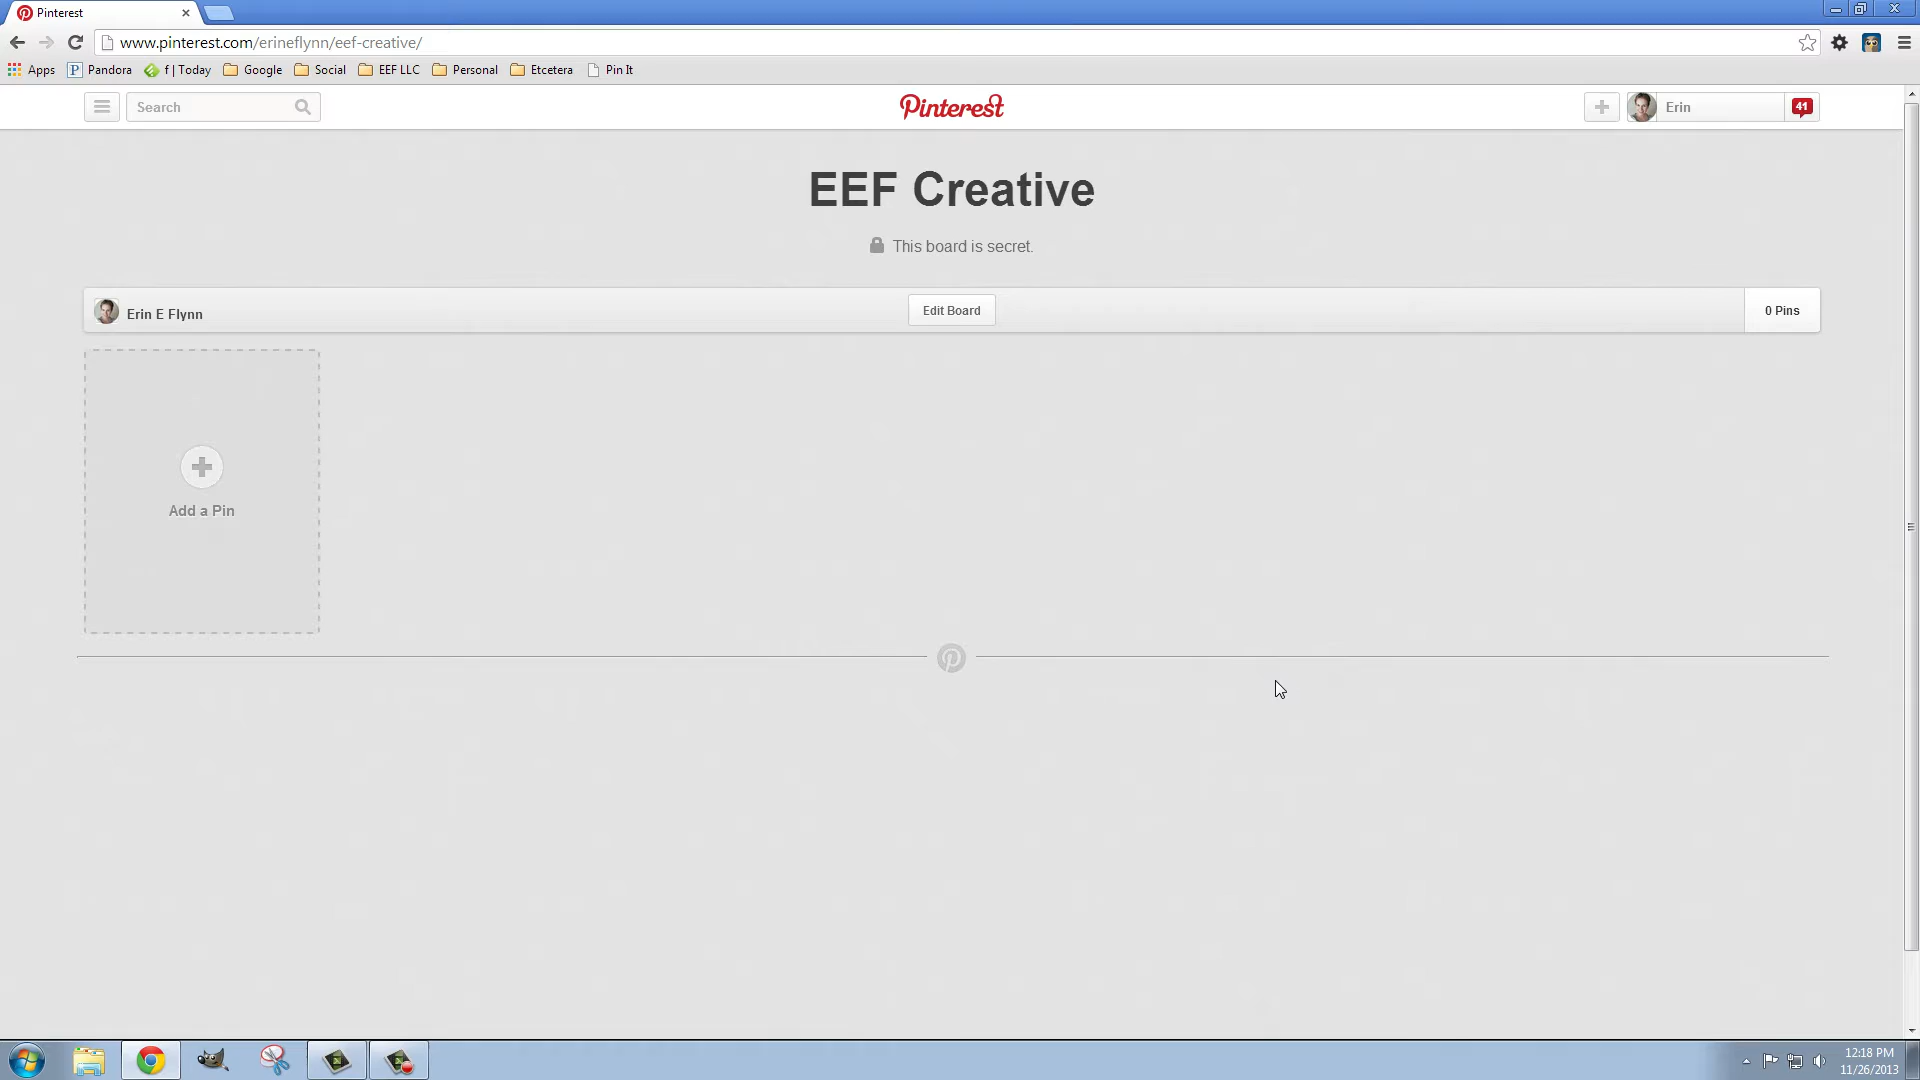 Pinterest
www.pinterest.com/erineflynn/eef-creative/
Apps Pandora f | Today Google Social EEF LLC Personal Etcetera Pin It
Search Pinterest Erin 41
EEF Creative
This board is secret.
Erin E Flynn Edit Board 0 Pins
Add a Pin
12:18 PM
11/26/2013